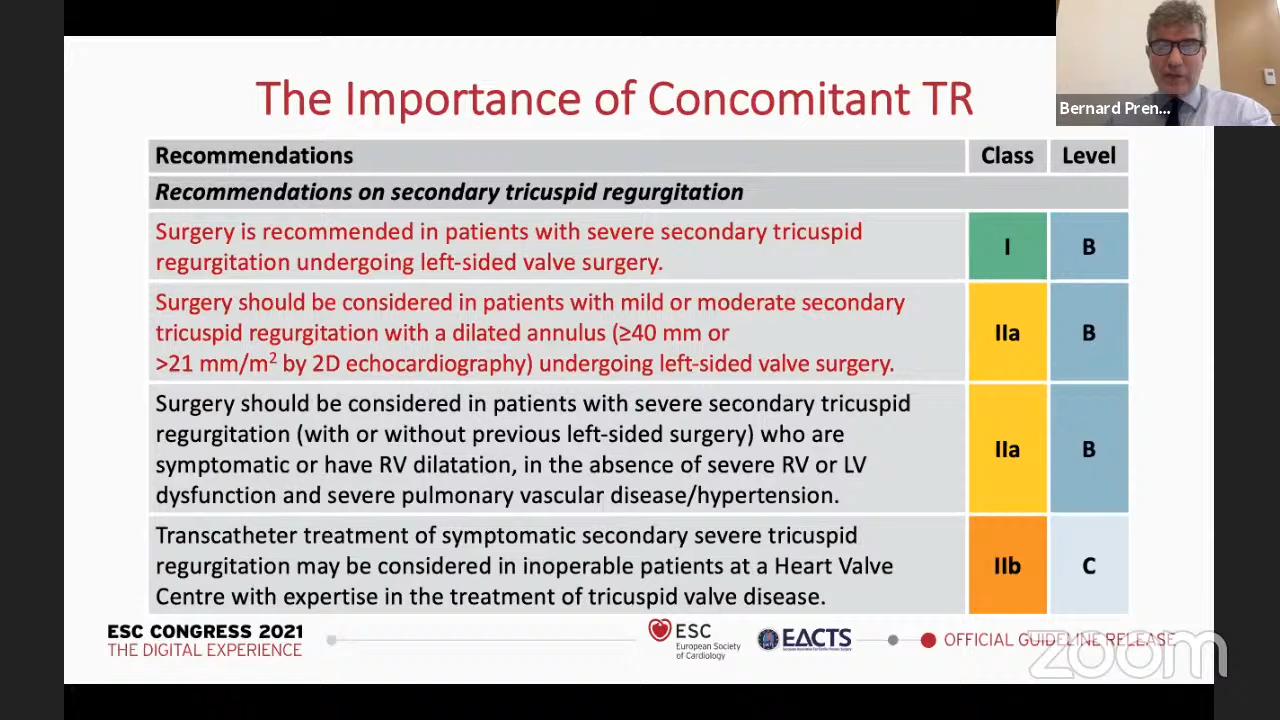 The Importance of Concomitant TR
Bernard Pren...
Recommendations Class Level
Recommendations on secondary tricuspid regurgitation
Surgery is recommended in patients with severe secondary tricuspid
regurgitation undergoing left-sided valve surgery.
I B
Surgery should be considered in patients with mild or moderate secondary
tricuspid regurgitation with a dilated annulus (≥40 mm or
>21 mm/m² by 2D echocardiography) undergoing left-sided valve surgery.
IIa B
Surgery should be considered in patients with severe secondary tricuspid
regurgitation (with or without previous left-sided surgery) who are
symptomatic or have RV dilatation, in the absence of severe RV or LV
dysfunction and severe pulmonary vascular disease/hypertension.
IIa B
Transcatheter treatment of symptomatic secondary severe tricuspid
regurgitation may be considered in inoperable patients at a Heart Valve
Centre with expertise in the treatment of tricuspid valve disease.
IIb C
ESC CONGRESS 2021
THE DIGITAL EXPERIENCE
ESC
European Society
of Cardiology
EACTS
OFFICIAL GUIDELINE RELEASE
zoom